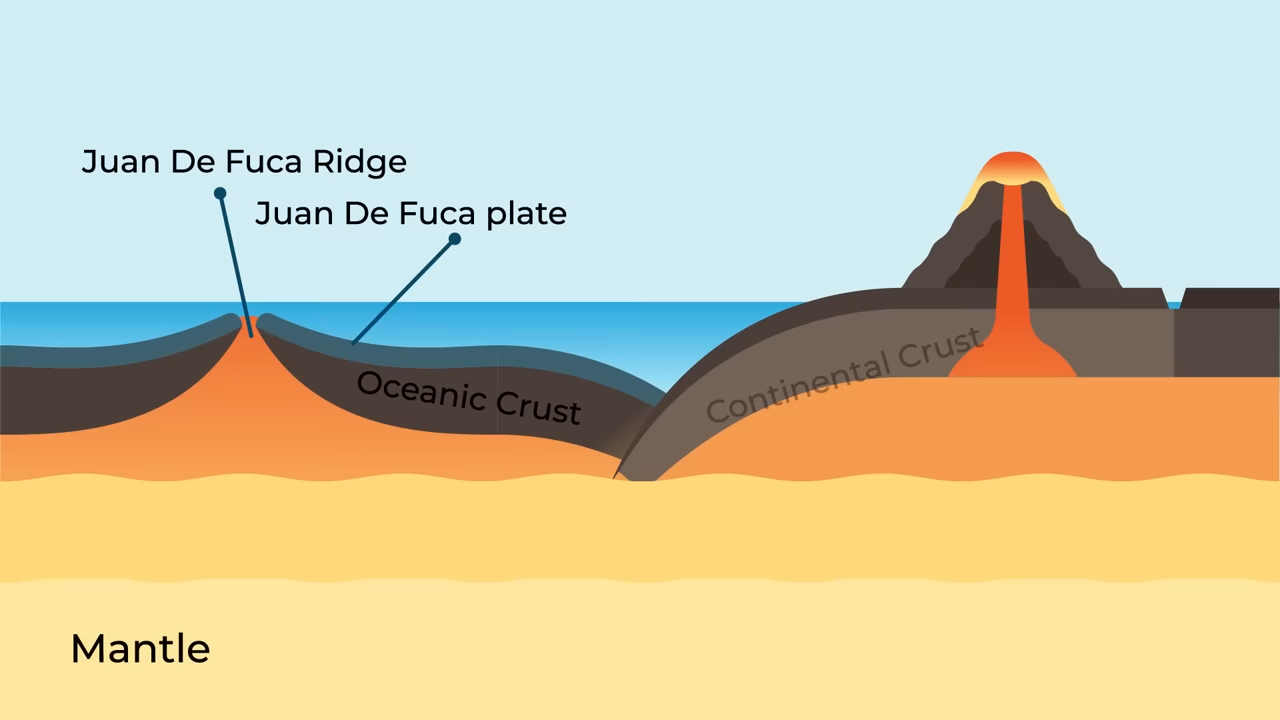 Juan De Fuca Ridge
Juan De Fuca plate
Oceanic Crust
Continental Crust
Mantle